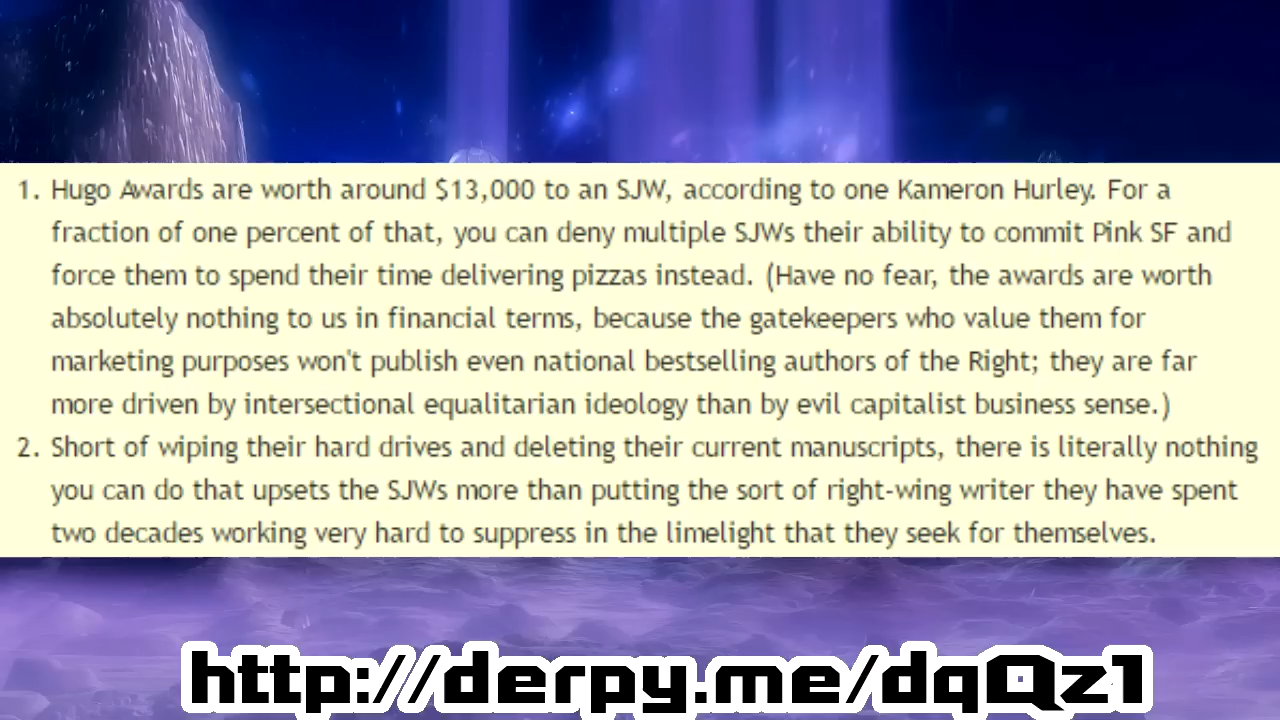 1. Hugo Awards are worth around $13,000 to an SJW, according to one Kameron Hurley. For a
fraction of one percent of that, you can deny multiple SJWs their ability to commit Pink SF and
force them to spend their time delivering pizzas instead. (Have no fear, the awards are worth
absolutely nothing to us in financial terms, because the gatekeepers who value them for
marketing purposes won't publish even national bestselling authors of the Right; they are far
more driven by intersectional equalitarian ideology than by evil capitalist business sense.)
2. Short of wiping their hard drives and deleting their current manuscripts, there is literally nothing
you can do that upsets the SJWs more than putting the sort of right-wing writer they have spent
two decades working very hard to suppress in the limelight that they seek for themselves.
http://derpy.me/dqQz1